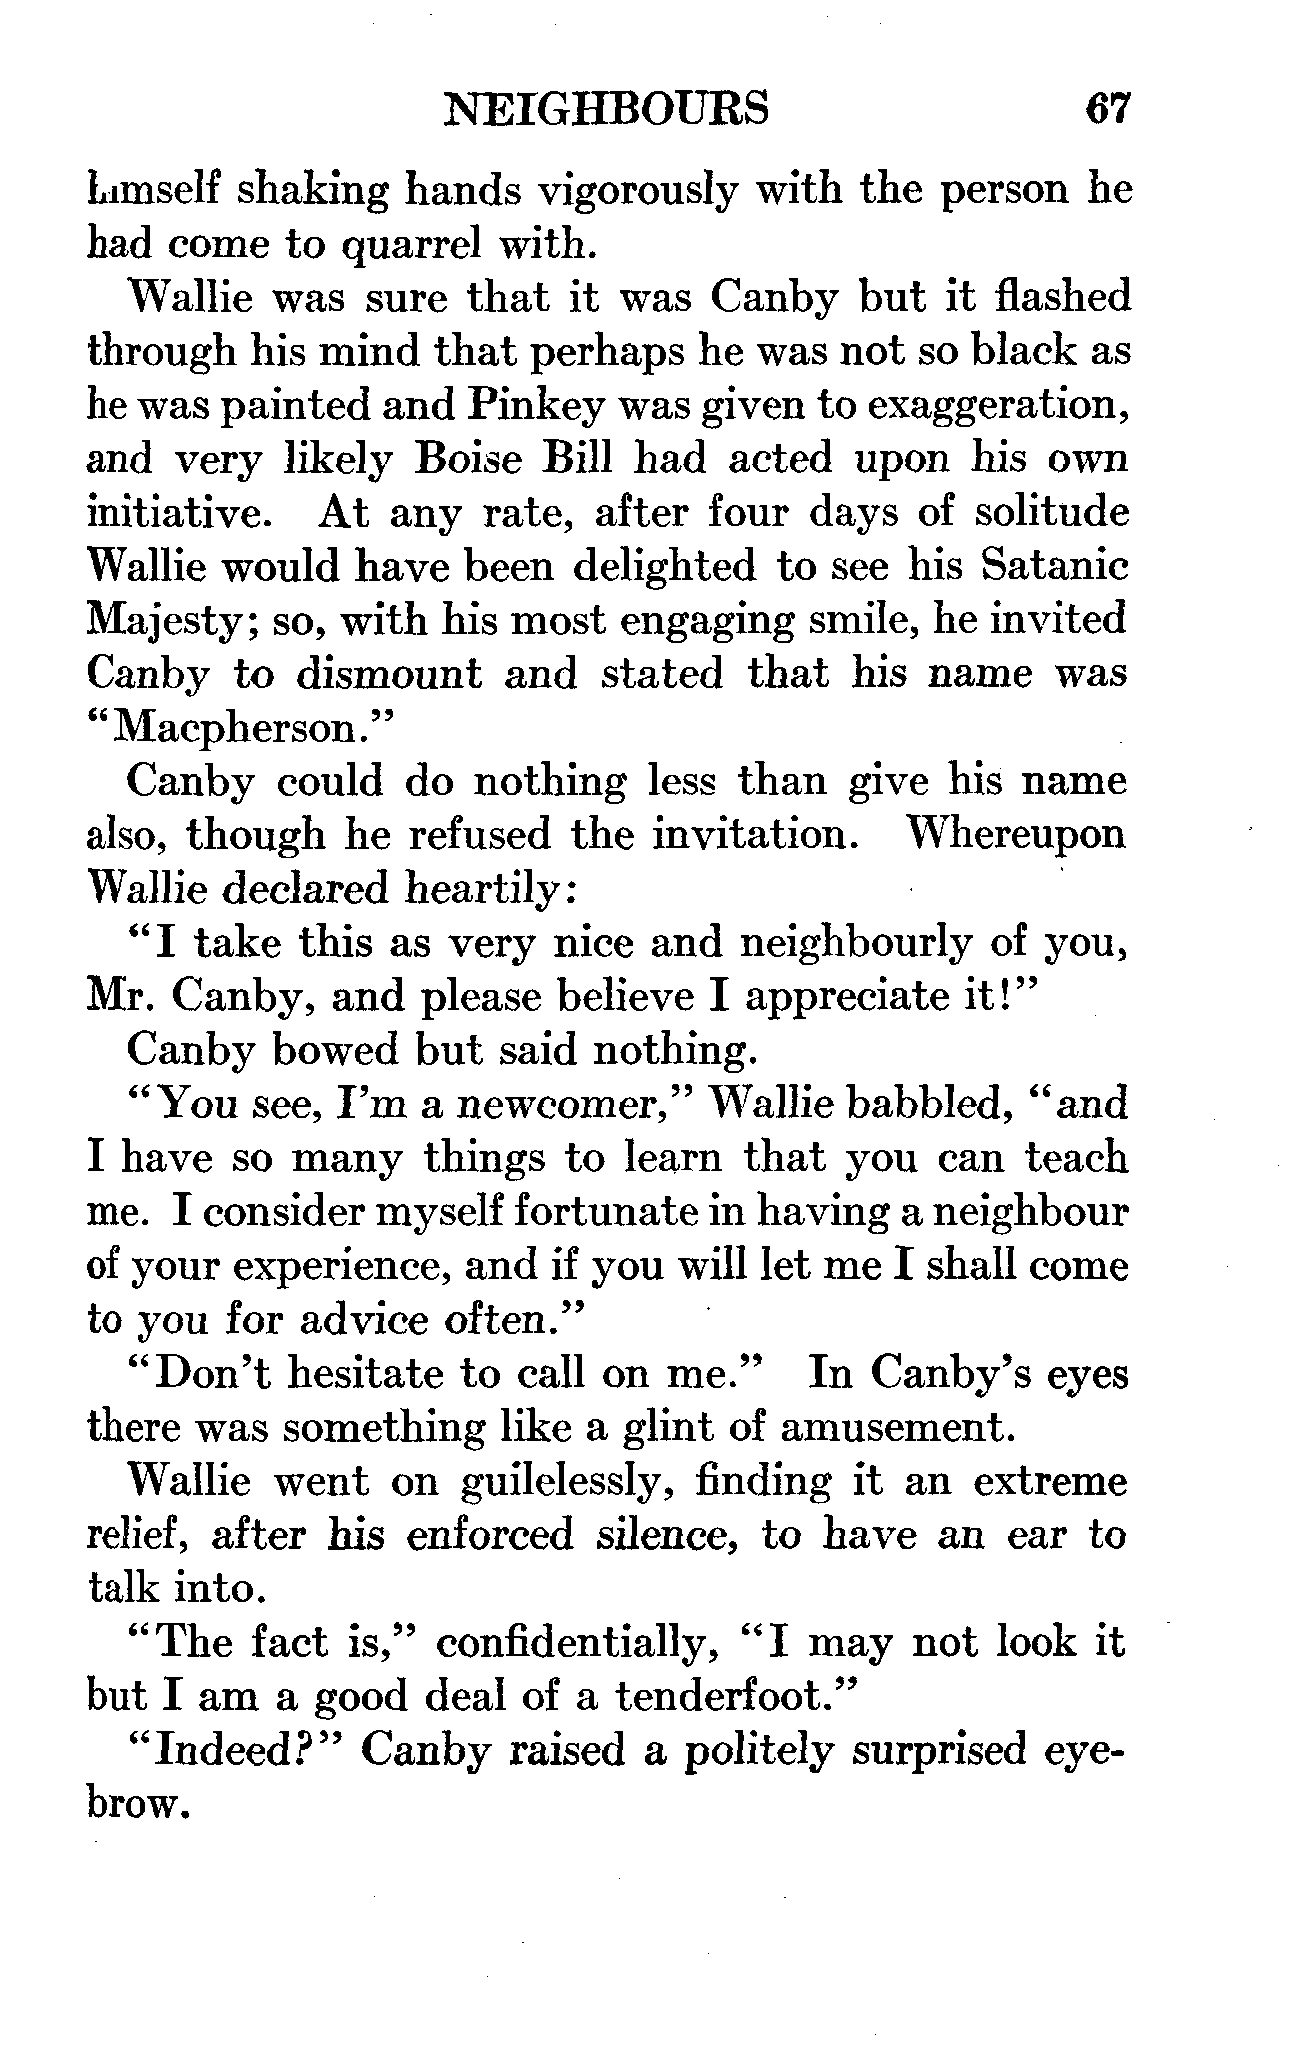 NEIGHBOURS 67
himself shaking hands vigorously with the person he
had come to quarrel with.
Wallie was sure that it was Canby but it flashed
through his mind that perhaps he was not so black as
he was painted and Pinkey was given to exaggeration,
and very likely Boise Bill had acted upon his own
initiative. At any rate, after four days of solitude
Wallie would have been delighted to see his Satanic
Majesty; so, with his most engaging smile, he invited
Canby to dismount and stated that his name was
“Macpherson.”
Canby could do nothing less than give his name
also, though he refused the invitation. Whereupon
Wallie declared heartily:
“I take this as very nice and neighbourly of you,
Mr. Canby, and please believe I appreciate it!”
Canby bowed but said nothing.
“You see, I’m a newcomer,” Wallie babbled, “and
I have so many things to learn that you can teach
me. I consider myself fortunate in having a neighbour
of your experience, and if you will let me I shall come
to you for advice often.”
“Don’t hesitate to call on me.” In Canby’s eyes
there was something like a glint of amusement.
Wallie went on guilelessly, finding it an extreme
relief, after his enforced silence, to have an ear to
talk into.
“The fact is,” confidentially, “I may not look it
but I am a good deal of a tenderfoot.”
“Indeed?” Canby raised a politely surprised eye-
brow.